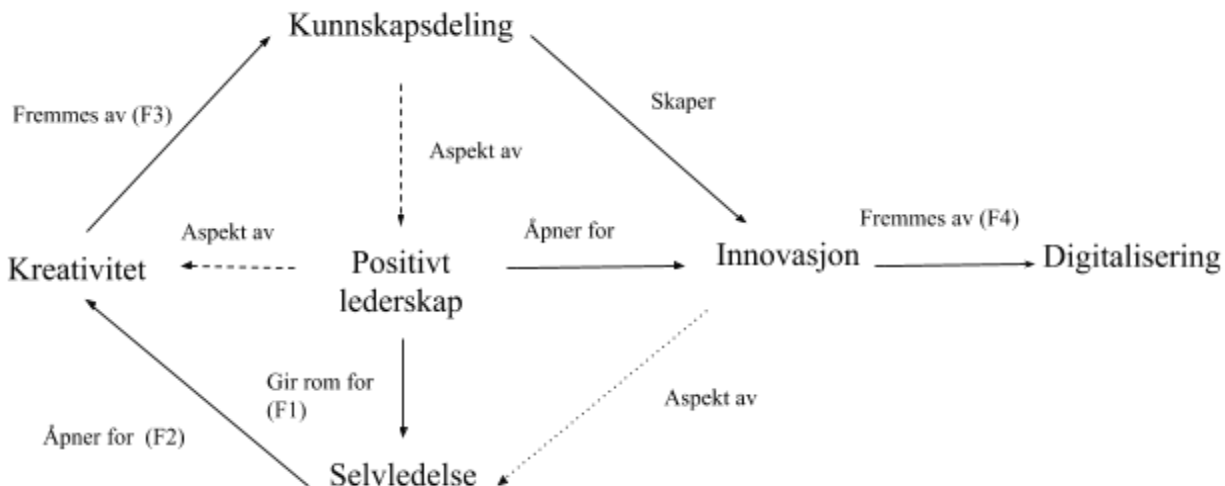 Kunnskapsdeling
Fremmes av (F3)
Skaper
Aspekt av
Aspekt av
Åpner for
Fremmes av (F4)
Kreativitet
Positivt
lederskap
Innovasjon
Digitalisering
Gir rom for
(F1)
Aspekt av
Åpner for (F2)
Selvledelse